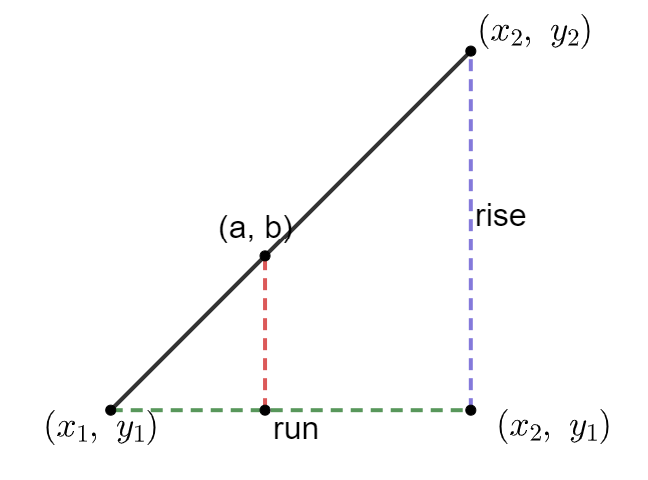 (x₂, y₂)
rise
(a, b)
(x₁, y₁)
run
(x₂, y₁)